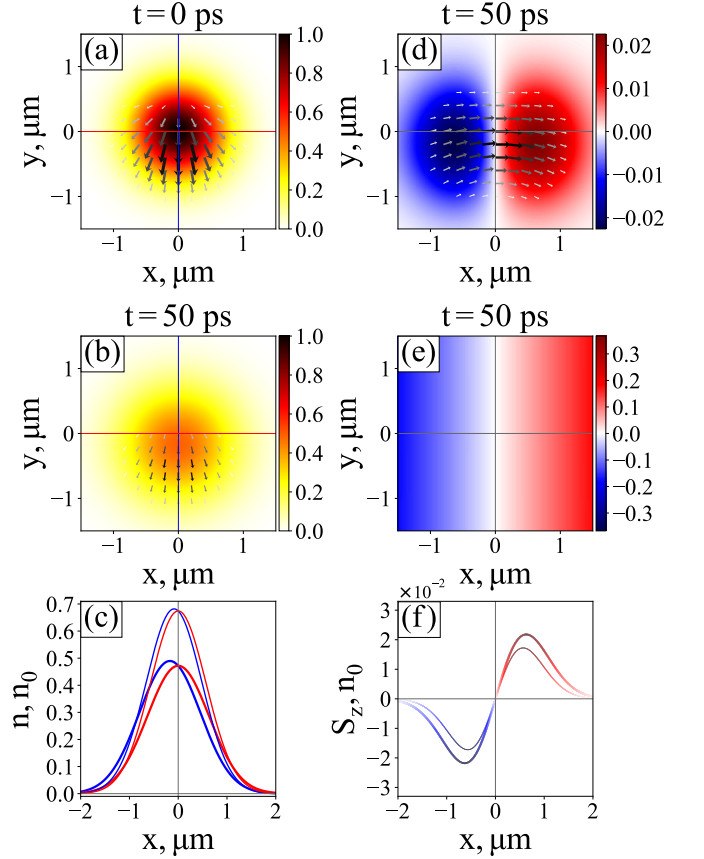 t = 0 ps
(a)
y, μm
1
0
−1
−1 0 1
x, μm
1.0
0.8
0.6
0.4
0.2
0.0
t = 50 ps
(d)
y, μm
1
0
−1
−1 0 1
x, μm
0.02
0.01
0.00
−0.01
−0.02
t = 50 ps
(b)
y, μm
1
0
−1
−1 0 1
x, μm
1.0
0.8
0.6
0.4
0.2
0.0
t = 50 ps
(e)
y, μm
1
0
−1
−1 0 1
x, μm
0.3
0.2
0.1
0.0
−0.1
−0.2
−0.3
(c)
n, n₀
0.7
0.6
0.5
0.4
0.3
0.2
0.1
0.0
−2 −1 0 1 2
x, μm
×10⁻²
(f)
S_z, n₀
3
2
1
0
−1
−2
−3
−2 −1 0 1 2
x, μm